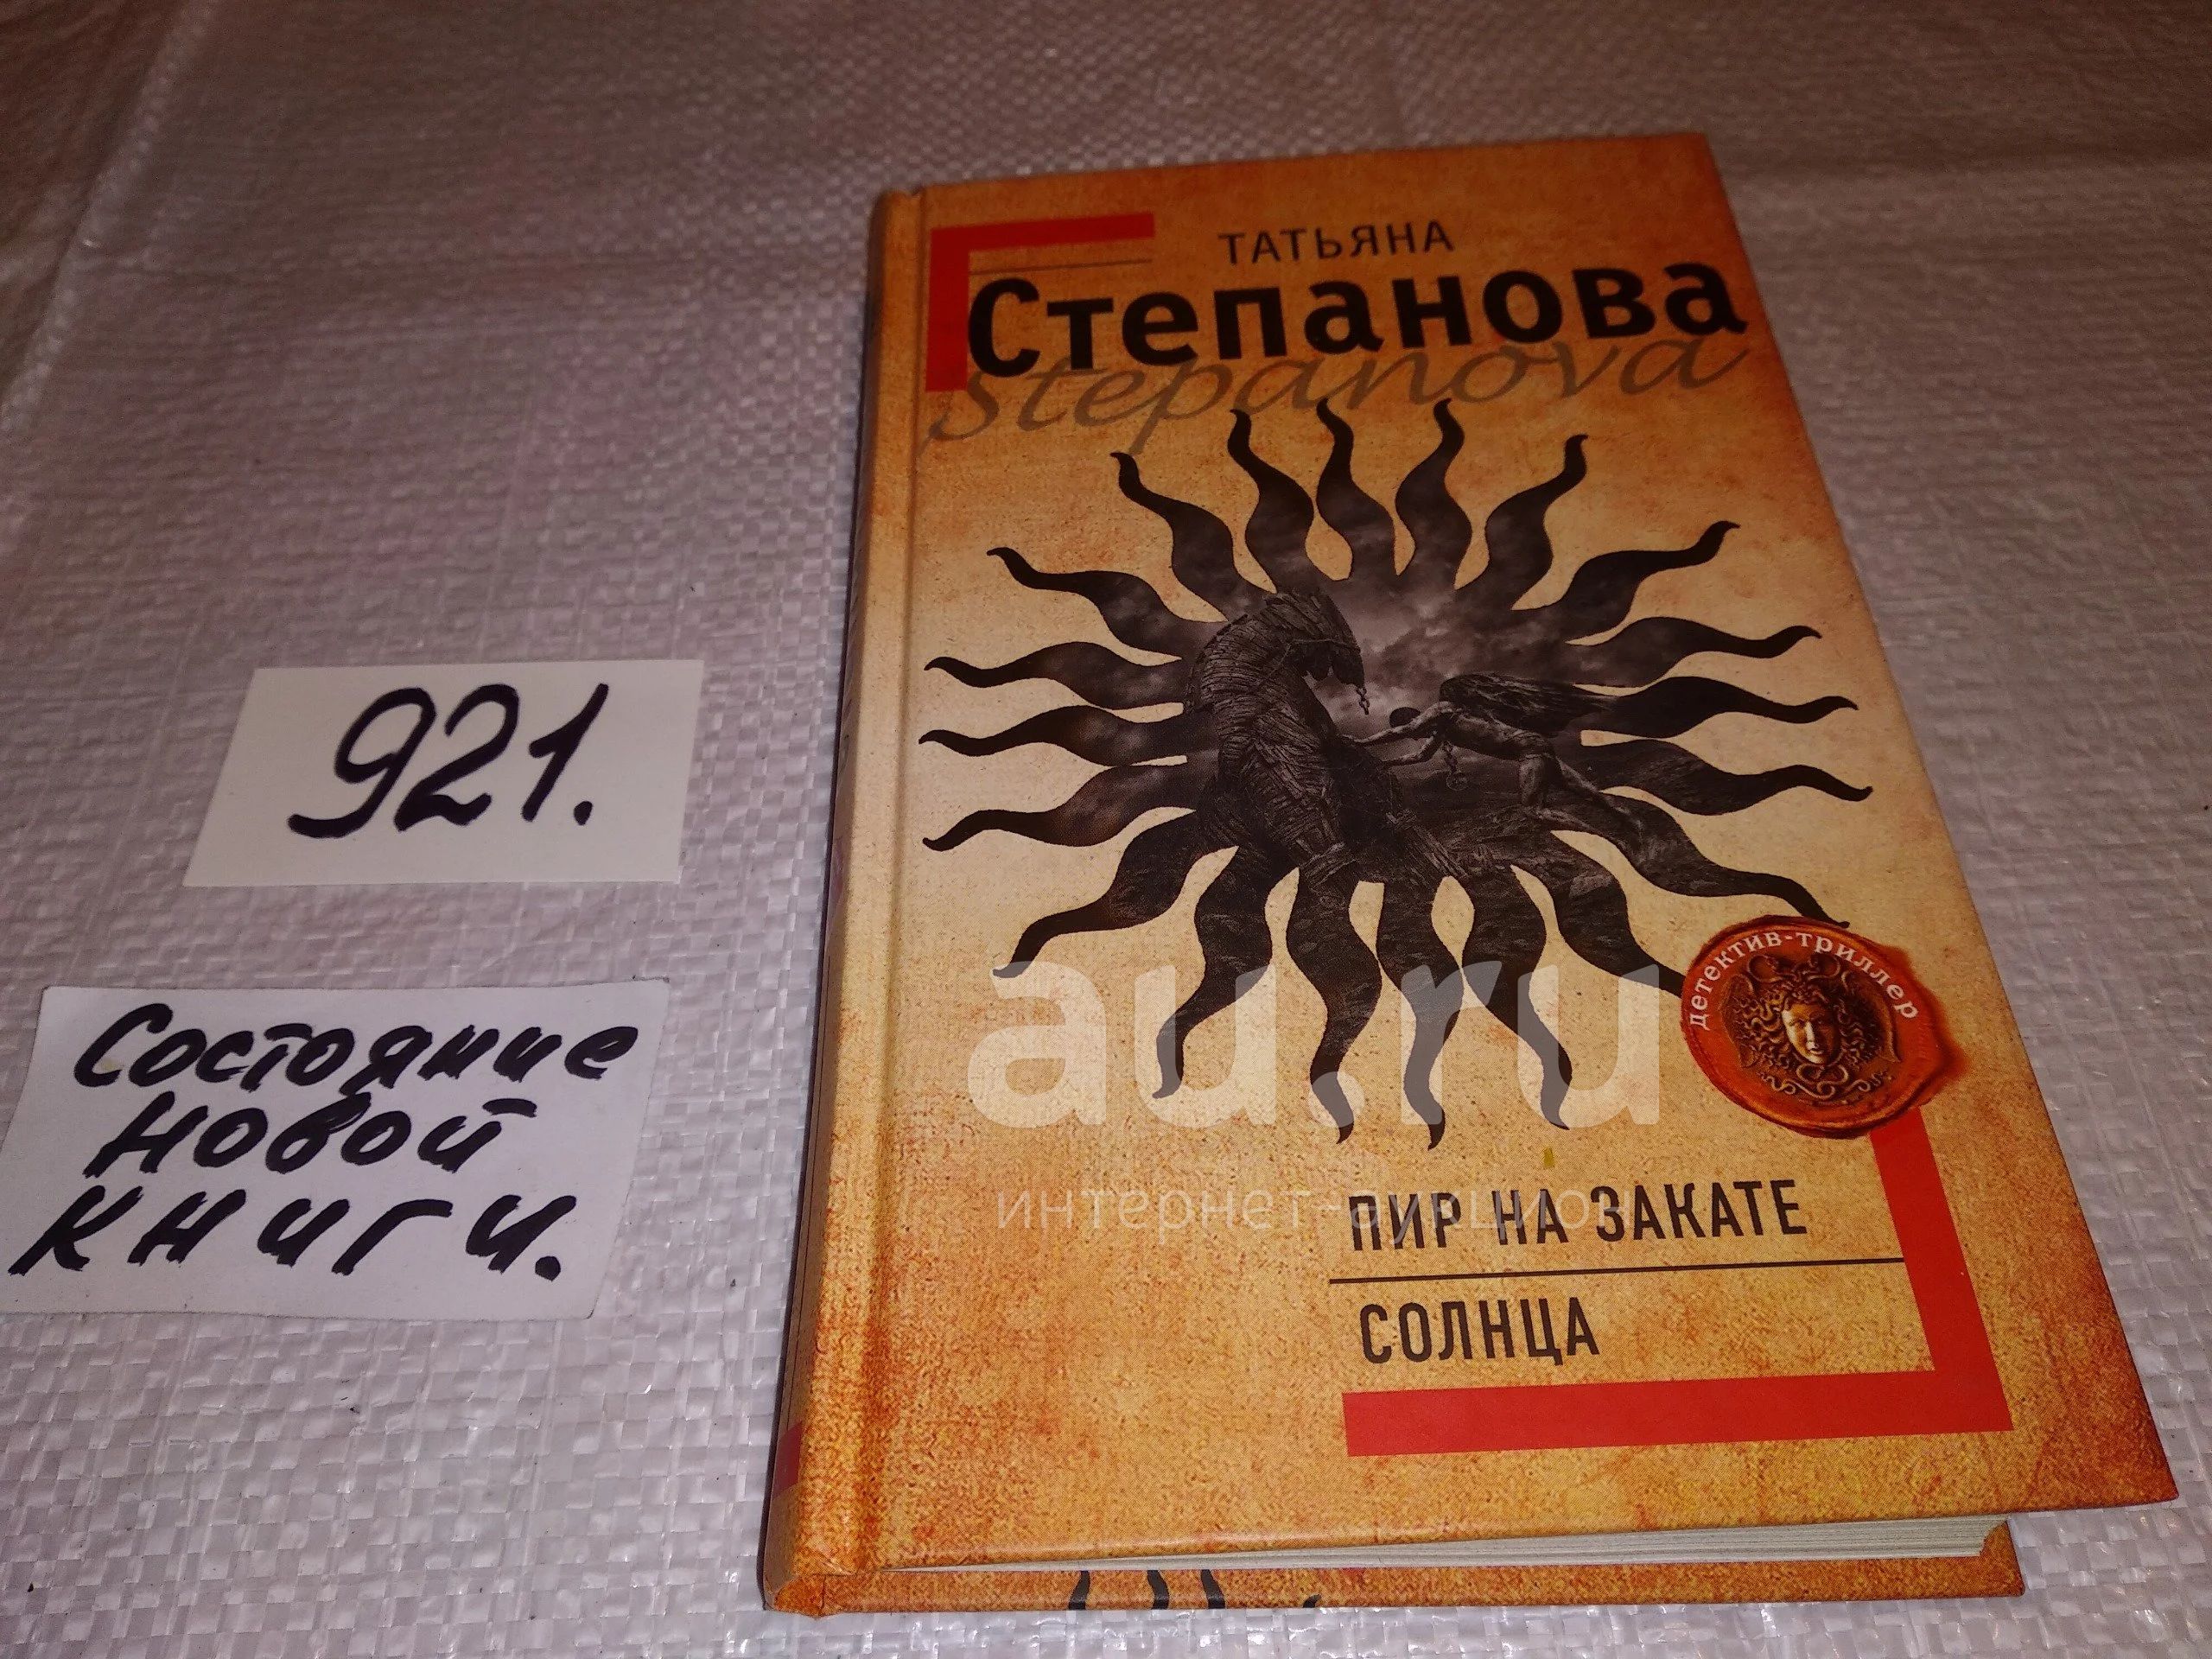 ТАТЬЯНА
Степанова
Stepanova
921.
детектив-триллер
Состояние
новой
книги.
au.ru
интернет-аукцион
ПИР НА ЗАКАТЕ
СОЛНЦА